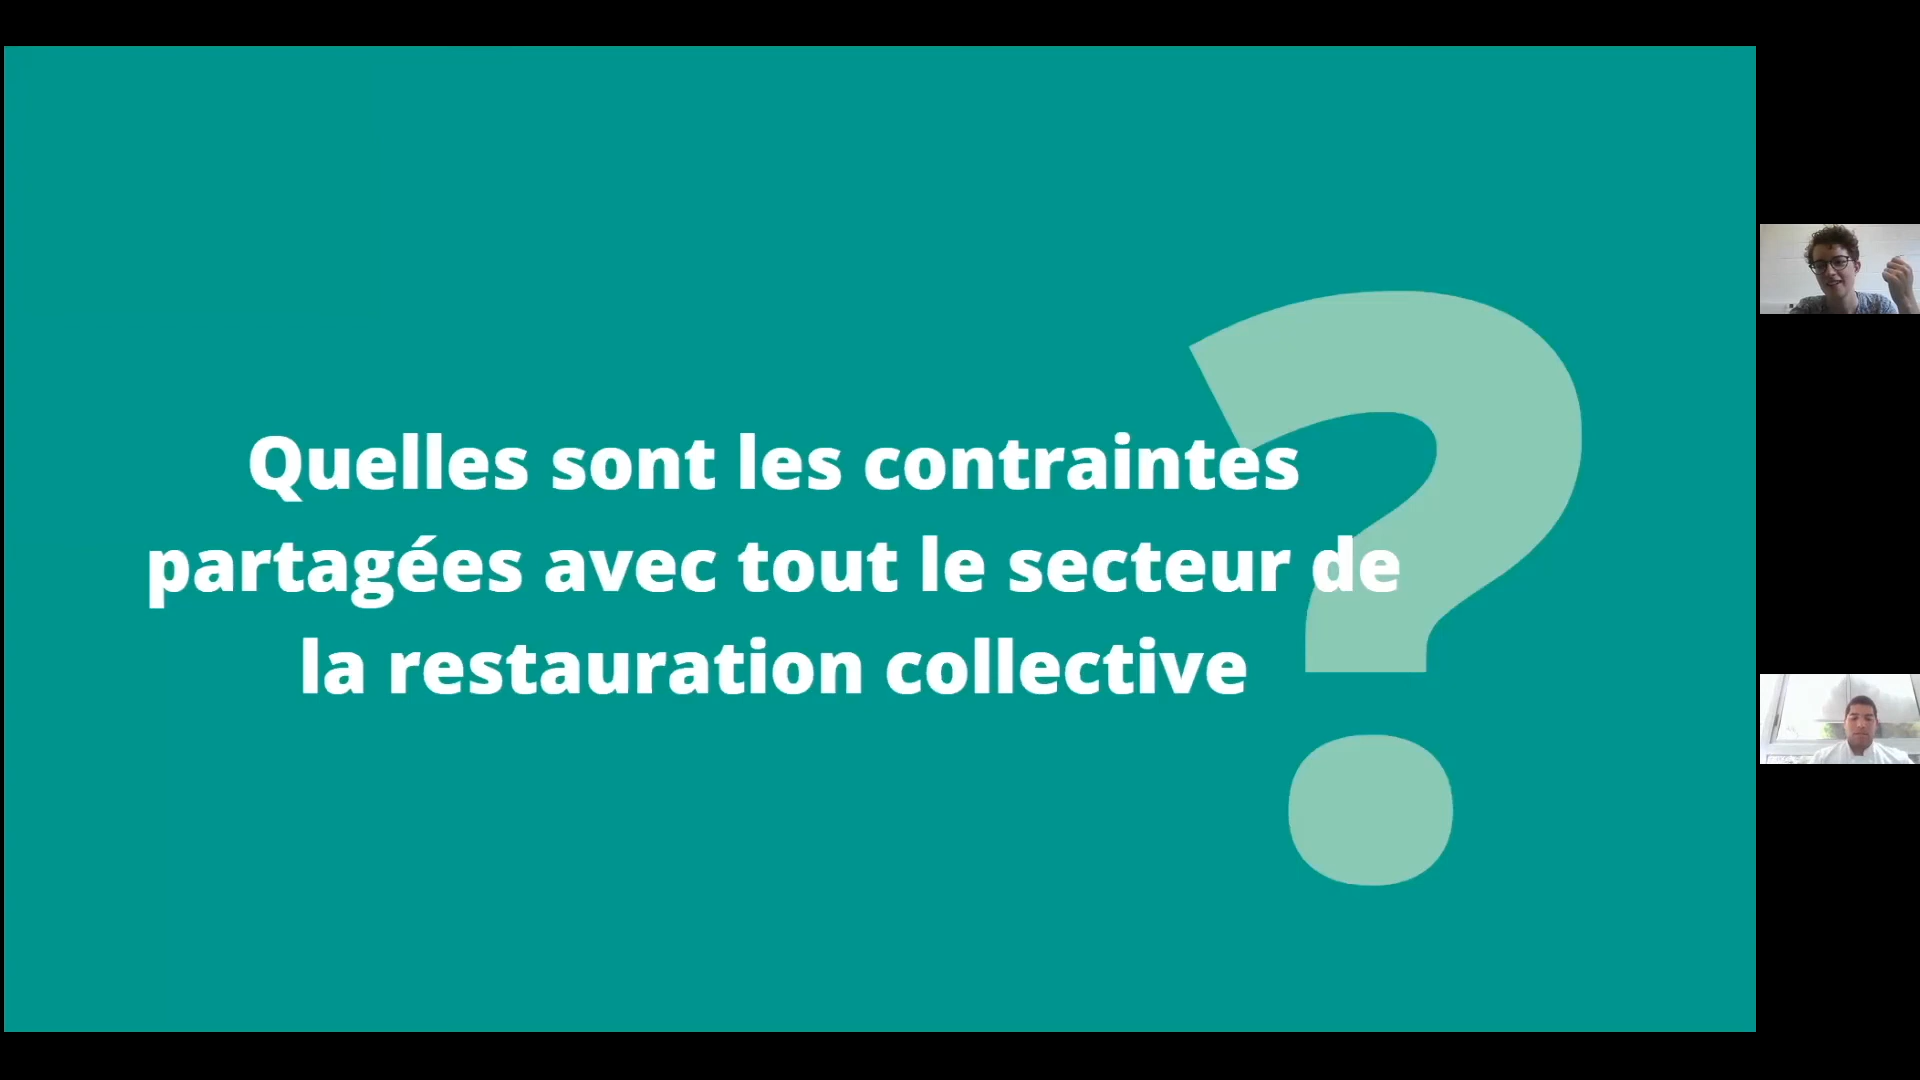 Quelles sont les contraintes
partagées avec tout le secteur de
la restauration collective
?